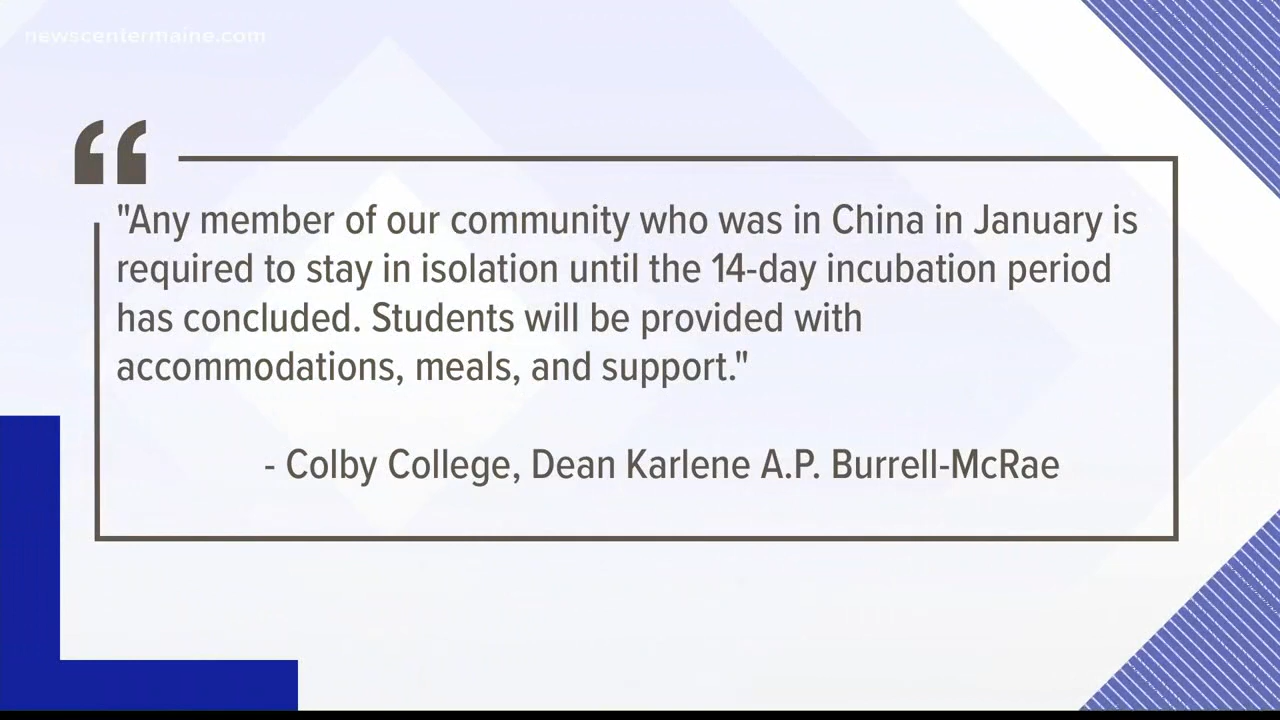 newscentermaine.com
"Any member of our community who was in China in January is
required to stay in isolation until the 14-day incubation period
has concluded. Students will be provided with
accommodations, meals, and support."
- Colby College, Dean Karlene A.P. Burrell-McRae